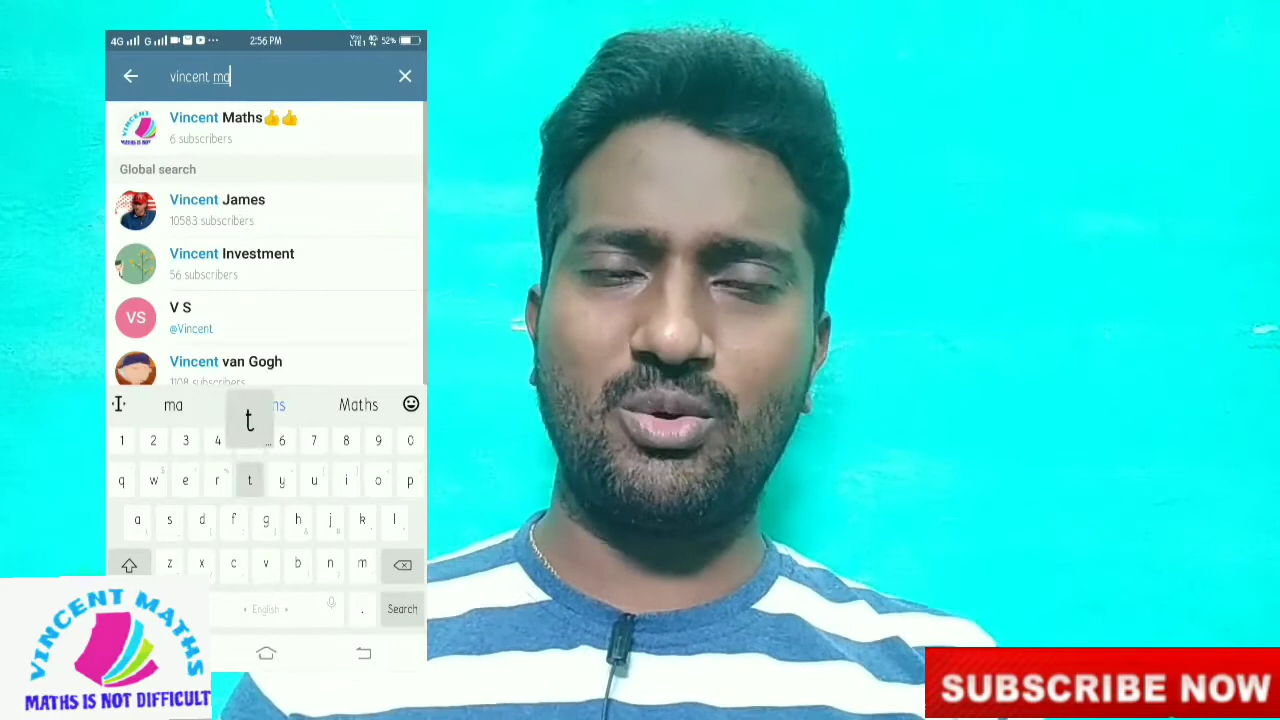 4G G 2:56 PM 52%
vincent ma
Vincent Maths👍👍
6 subscribers
Global search
Vincent James
10583 subscribers
Vincent Investment
56 subscribers
VS
V S
@Vincent
Vincent van Gogh
1108 subscribers
ma
Maths
t
1 2 3 4 6 7 8 9 0
q w e r t y u i o p
a s d f g h j k l
z x c v b n m
English . Search
VINCENT MATHS
MATHS IS NOT DIFFICULT
SUBSCRIBE NOW